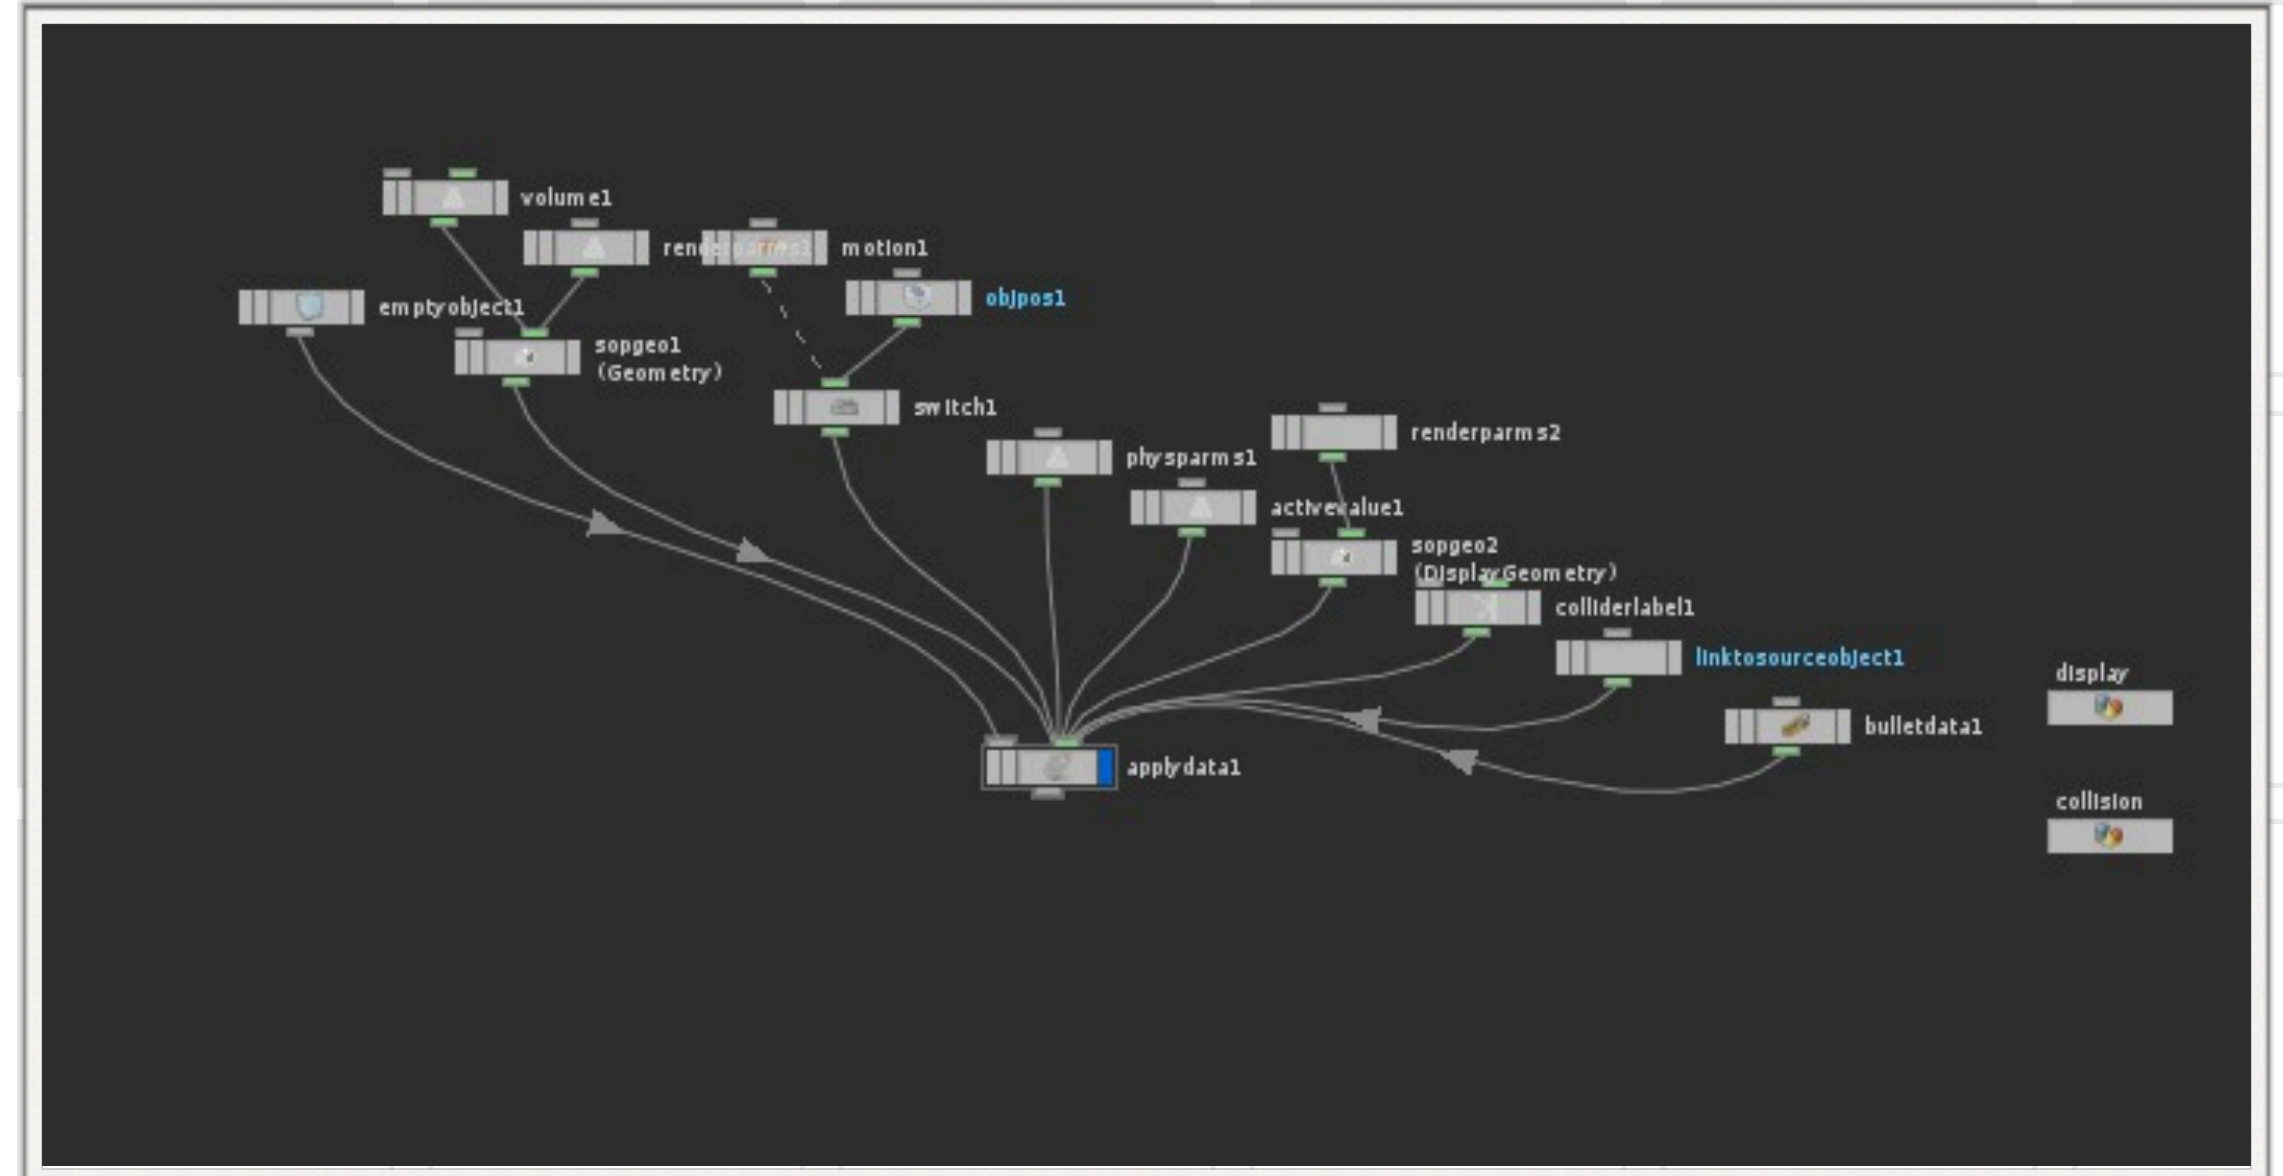 volume1
renderparms1
motion1
objpos1
emptyobject1
sopgeo1
(Geometry)
switch1
renderparms2
physparms1
activevalue1
sopgeo2
(DisplayGeometry)
colliderlabel1
linktosourceobject1
display
bulletdata1
applydata1
collision